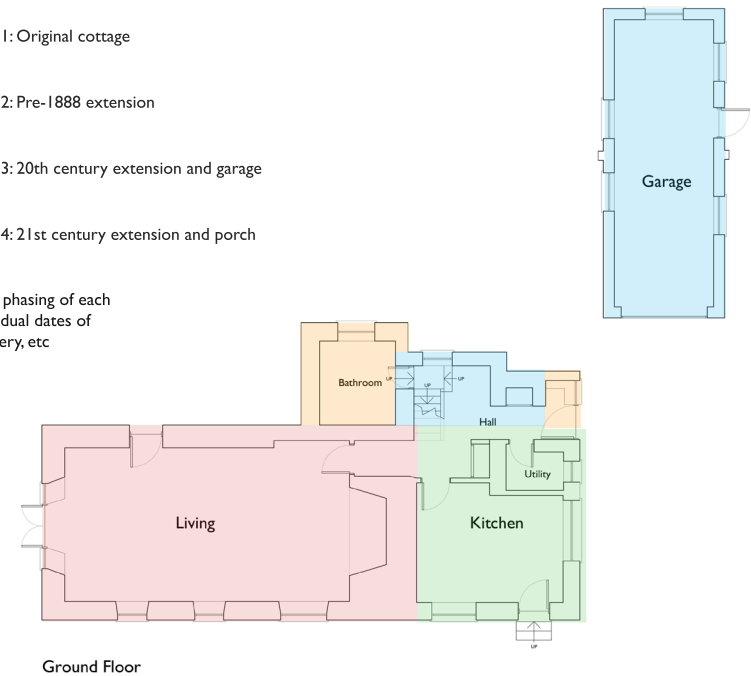 1: Original cottage
2: Pre-1888 extension
3: 20th century extension and garage
4: 21st century extension and porch
phasing of each
dual dates of
ery, etc
Garage
Bathroom
UP
UP
UP
Hall
Utility
Living
Kitchen
UP
Ground Floor